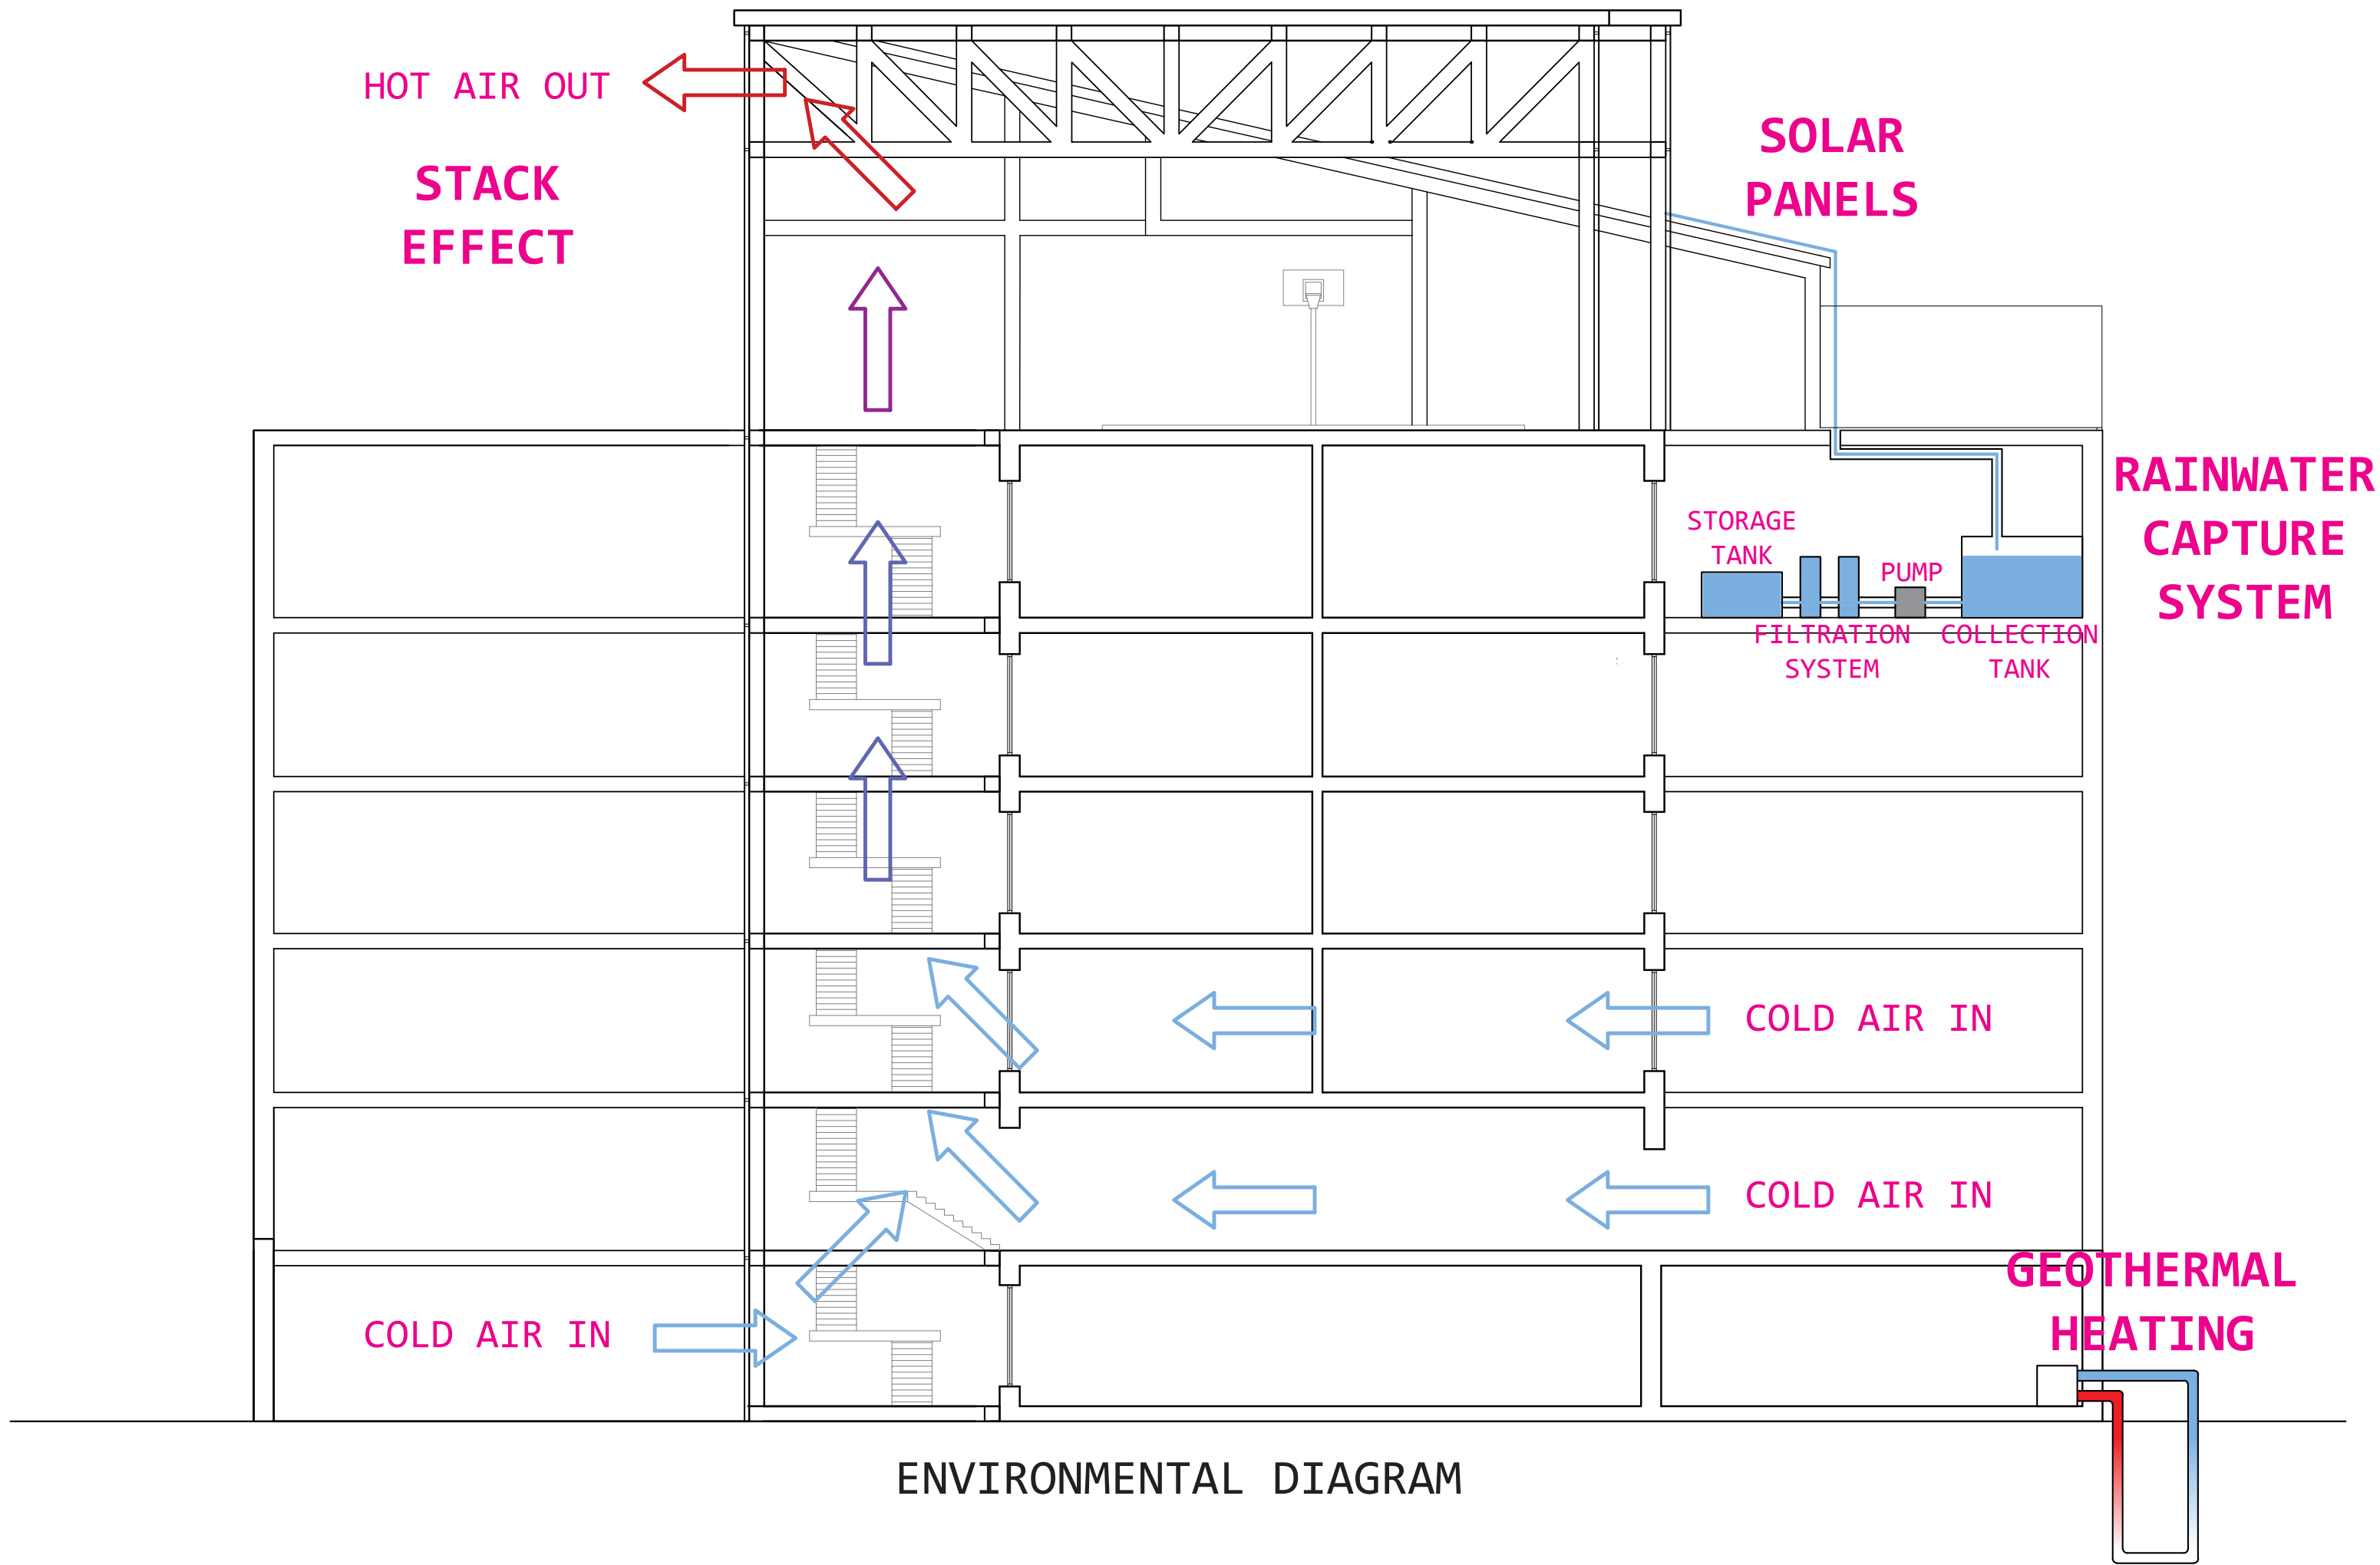 HOT AIR OUT
STACK
EFFECT
SOLAR
PANELS
RAINWATER
CAPTURE
SYSTEM
STORAGE
TANK
PUMP
FILTRATION
SYSTEM
COLLECTION
TANK
COLD AIR IN
COLD AIR IN
GEOTHERMAL
HEATING
COLD AIR IN
ENVIRONMENTAL DIAGRAM